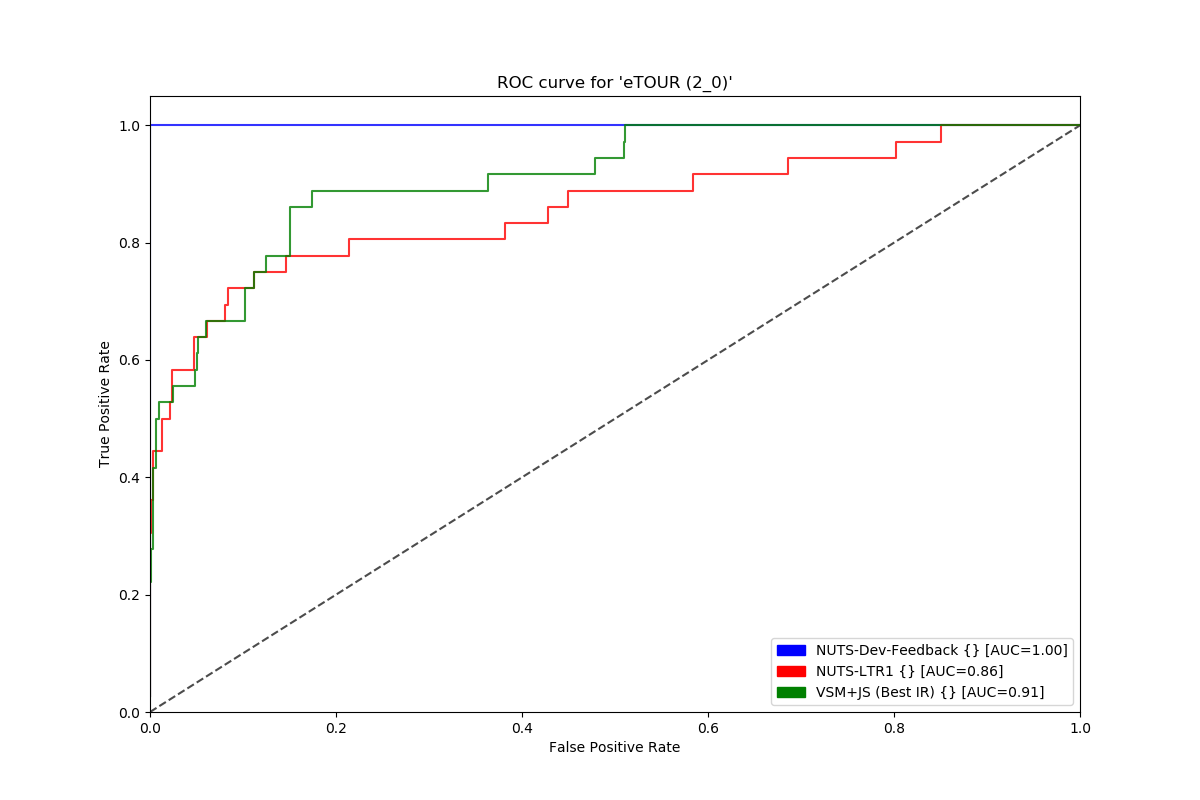 ROC curve for 'eTOUR (2_0)'
1.0
0.8
0.6
0.4
0.2
0.0
True Positive Rate
0.0 0.2 0.4 0.6 0.8 1.0
False Positive Rate
NUTS-Dev-Feedback {} [AUC=1.00]
NUTS-LTR1 {} [AUC=0.86]
VSM+JS (Best IR) {} [AUC=0.91]